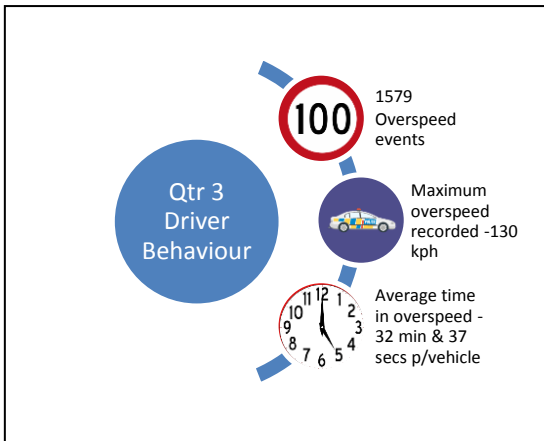 Qtr 3
Driver
Behaviour
100
1579
Overspeed
events
Maximum
overspeed
recorded -130
kph
12
1
2
3
4
5
6
7
8
9
10
11
Average time
in overspeed -
32 min & 37
secs p/vehicle